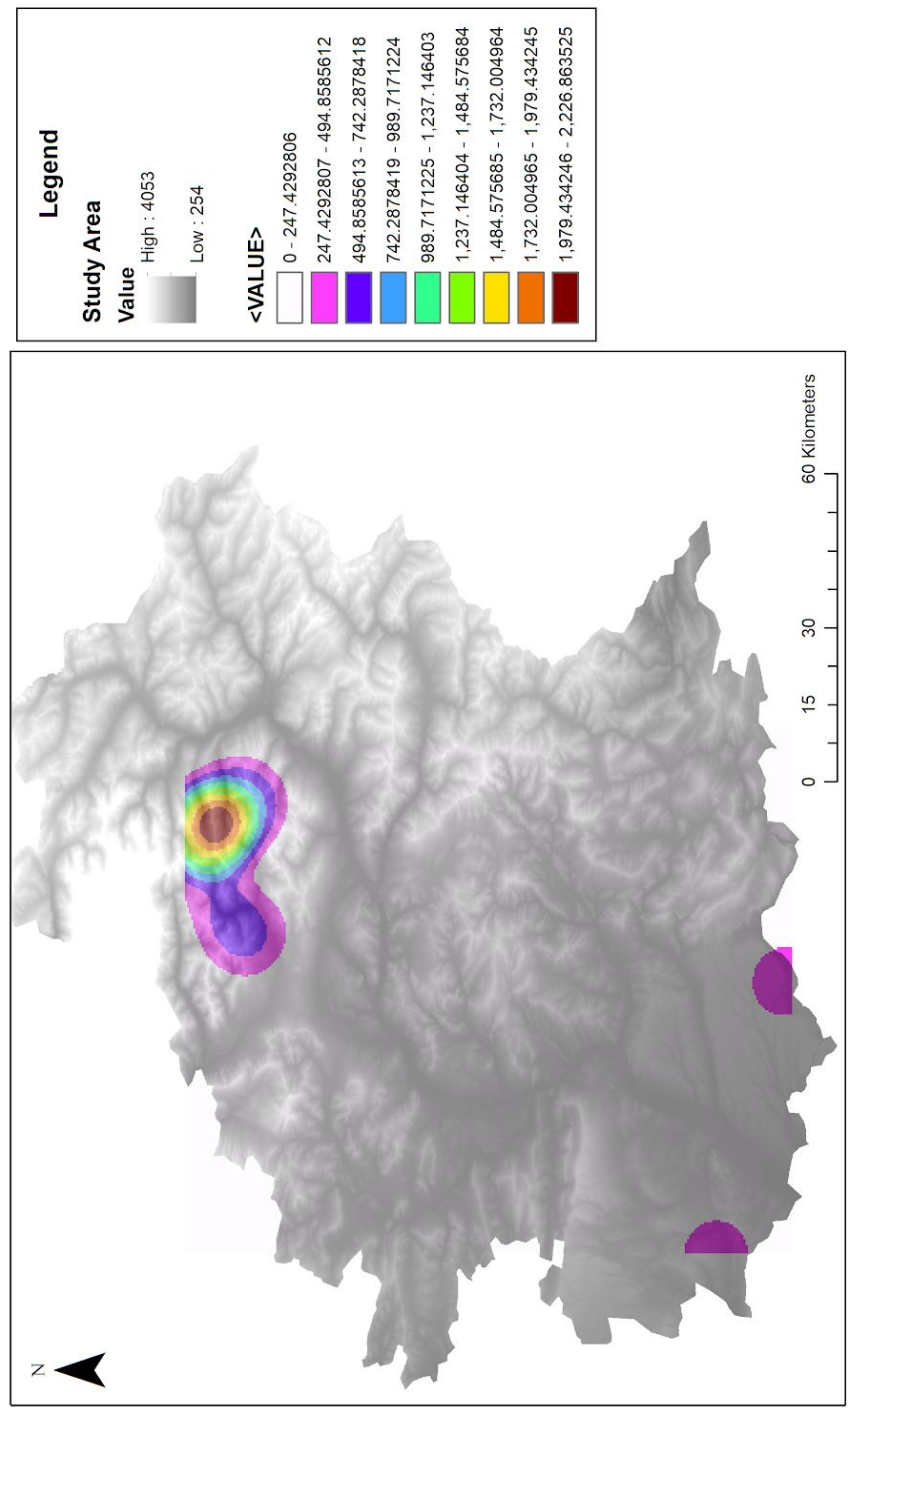 Legend
Study Area
Value
High : 4053
Low : 254
<VALUE>
0 - 247.4292806
247.4292807 - 494.8585612
494.8585613 - 742.2878418
742.2878419 - 989.7171224
989.7171225 - 1,237.146403
1,237.146404 - 1,484.575684
1,484.575685 - 1,732.004964
1,732.004965 - 1,979.434245
1,979.434246 - 2,226.863525
N
0 15 30 60 Kilometers